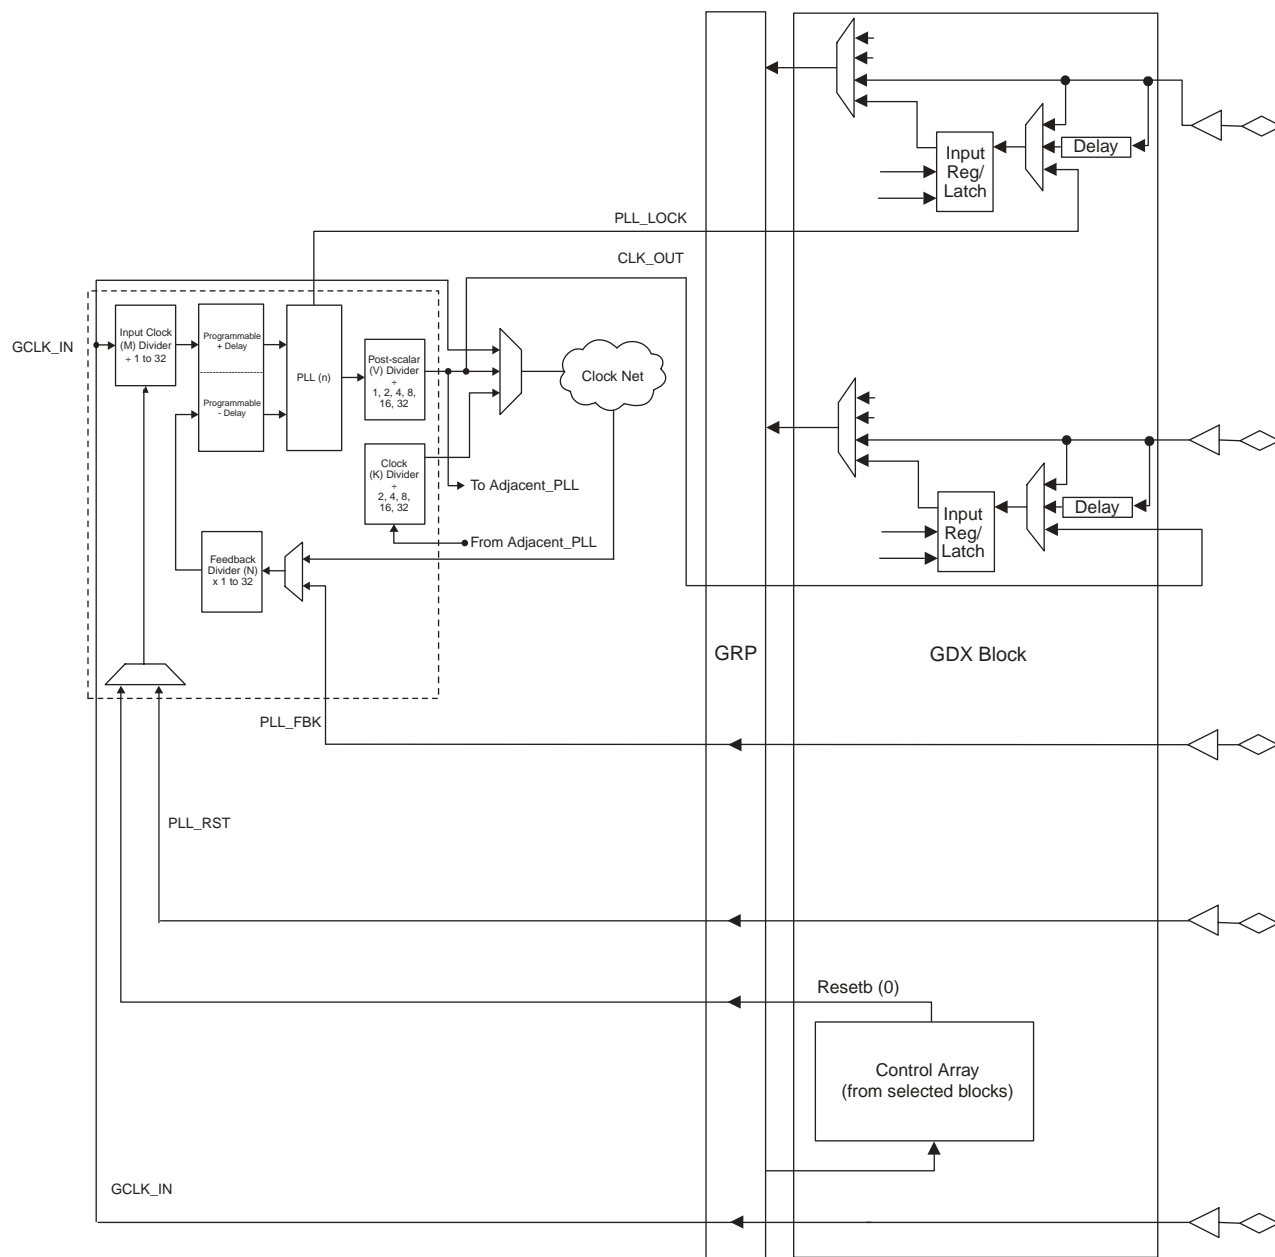 Input
Reg/
Latch
Delay
PLL_LOCK
CLK_OUT
GCLK_IN
Input Clock
(M) Divider
÷ 1 to 32
Programmable
+ Delay
Programmable
- Delay
PLL (n)
Post-scalar
(V) Divider
÷
1, 2, 4, 8,
16, 32
Clock Net
Clock
(K) Divider
÷
2, 4, 8,
16, 32
To Adjacent_PLL
From Adjacent_PLL
Feedback
Divider (N)
x 1 to 32
Input
Reg/
Latch
Delay
GRP
GDX Block
PLL_FBK
PLL_RST
Resetb (0)
Control Array
(from selected blocks)
GCLK_IN